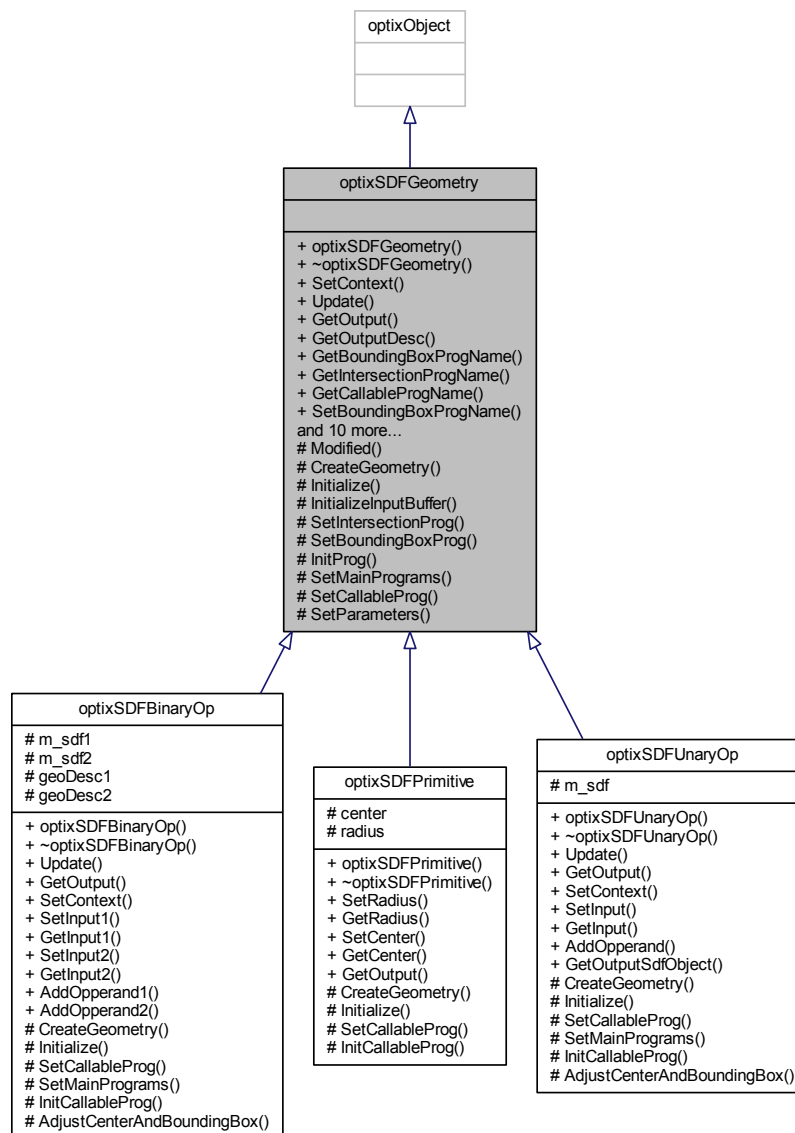 optixObject
optixSDFGeometry
+ optixSDFGeometry()
+ ~optixSDFGeometry()
+ SetContext()
+ Update()
+ GetOutput()
+ GetOutputDesc()
+ GetBoundingBoxProgName()
+ GetIntersectionProgName()
+ GetCallableProgName()
+ SetBoundingBoxProgName()
and 10 more...
# Modified()
# CreateGeometry()
# Initialize()
# InitializeInputBuffer()
# SetIntersectionProg()
# SetBoundingBoxProg()
# InitProg()
# SetMainPrograms()
# SetCallableProg()
# SetParameters()
optixSDFBinaryOp
# m_sdf1
# m_sdf2
# geoDesc1
# geoDesc2
+ optixSDFBinaryOp()
+ ~optixSDFBinaryOp()
+ Update()
+ GetOutput()
+ SetContext()
+ SetInput1()
+ GetInput1()
+ SetInput2()
+ GetInput2()
+ AddOpperand1()
+ AddOpperand2()
# CreateGeometry()
# Initialize()
# SetCallableProg()
# SetMainPrograms()
# InitCallableProg()
# AdjustCenterAndBoundingBox()
optixSDFPrimitive
# center
# radius
+ optixSDFPrimitive()
+ ~optixSDFPrimitive()
+ SetRadius()
+ GetRadius()
+ SetCenter()
+ GetCenter()
+ GetOutput()
# CreateGeometry()
# Initialize()
# SetCallableProg()
# InitCallableProg()
optixSDFUnaryOp
# m_sdf
+ optixSDFUnaryOp()
+ ~optixSDFUnaryOp()
+ Update()
+ GetOutput()
+ SetContext()
+ SetInput()
+ GetInput()
+ AddOpperand()
+ GetOutputSdfObject()
# CreateGeometry()
# Initialize()
# SetCallableProg()
# SetMainPrograms()
# InitCallableProg()
# AdjustCenterAndBoundingBox()